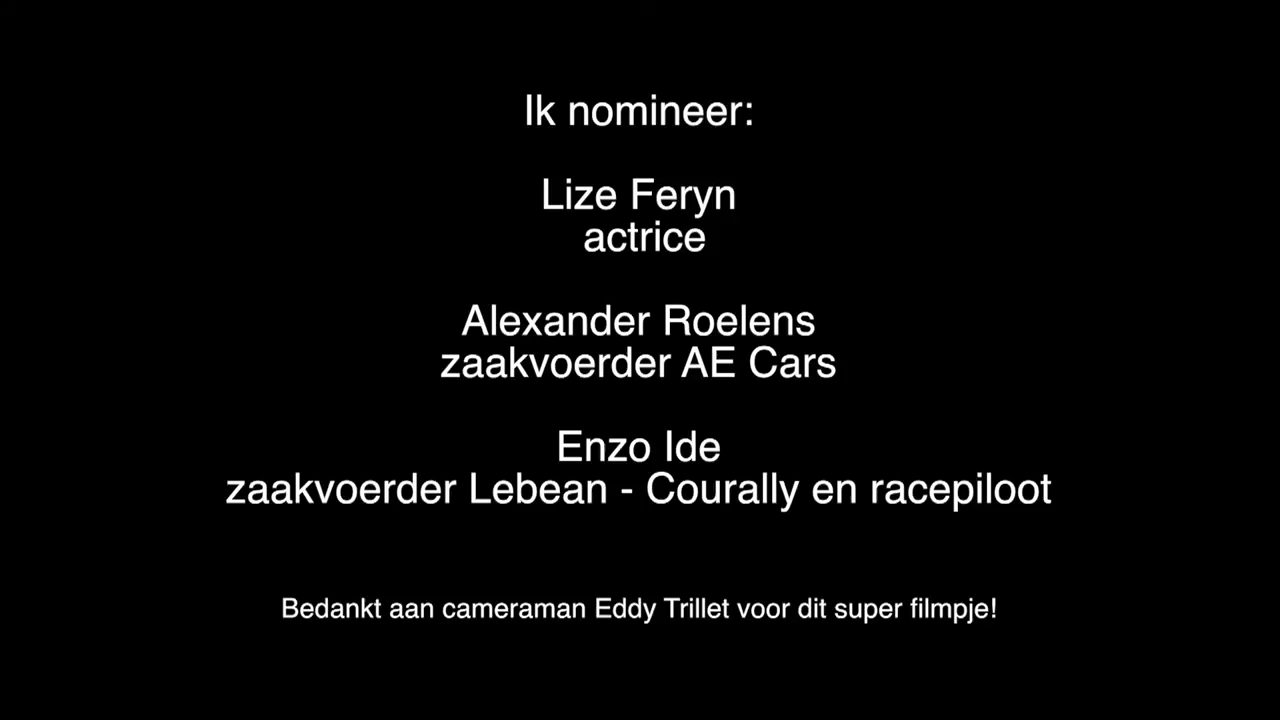 Ik nomineer:
Lize Feryn
actrice
Alexander Roelens
zaakvoerder AE Cars
Enzo Ide
zaakvoerder Lebean - Courally en racepiloot
Bedankt aan cameraman Eddy Trillet voor dit super filmpje!